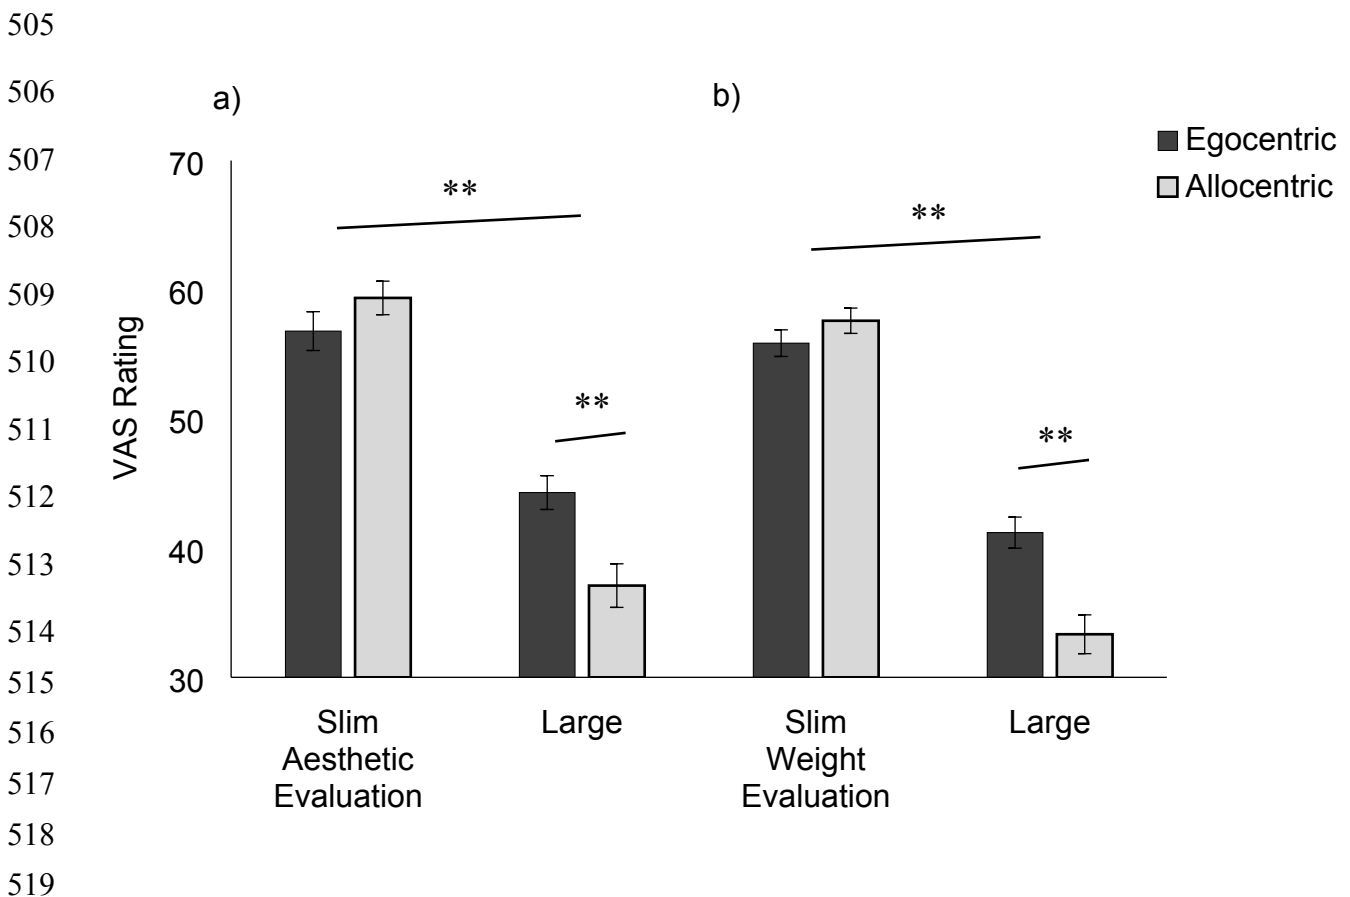 505
506
a)
b)
Egocentric
507
70
Allocentric
**
508
**
509
60
510
VAS Rating
50
**
511
**
512
40
513
514
30
515
Slim
Large
Slim
Large
516
Aesthetic
Weight
517
Evaluation
Evaluation
518
519